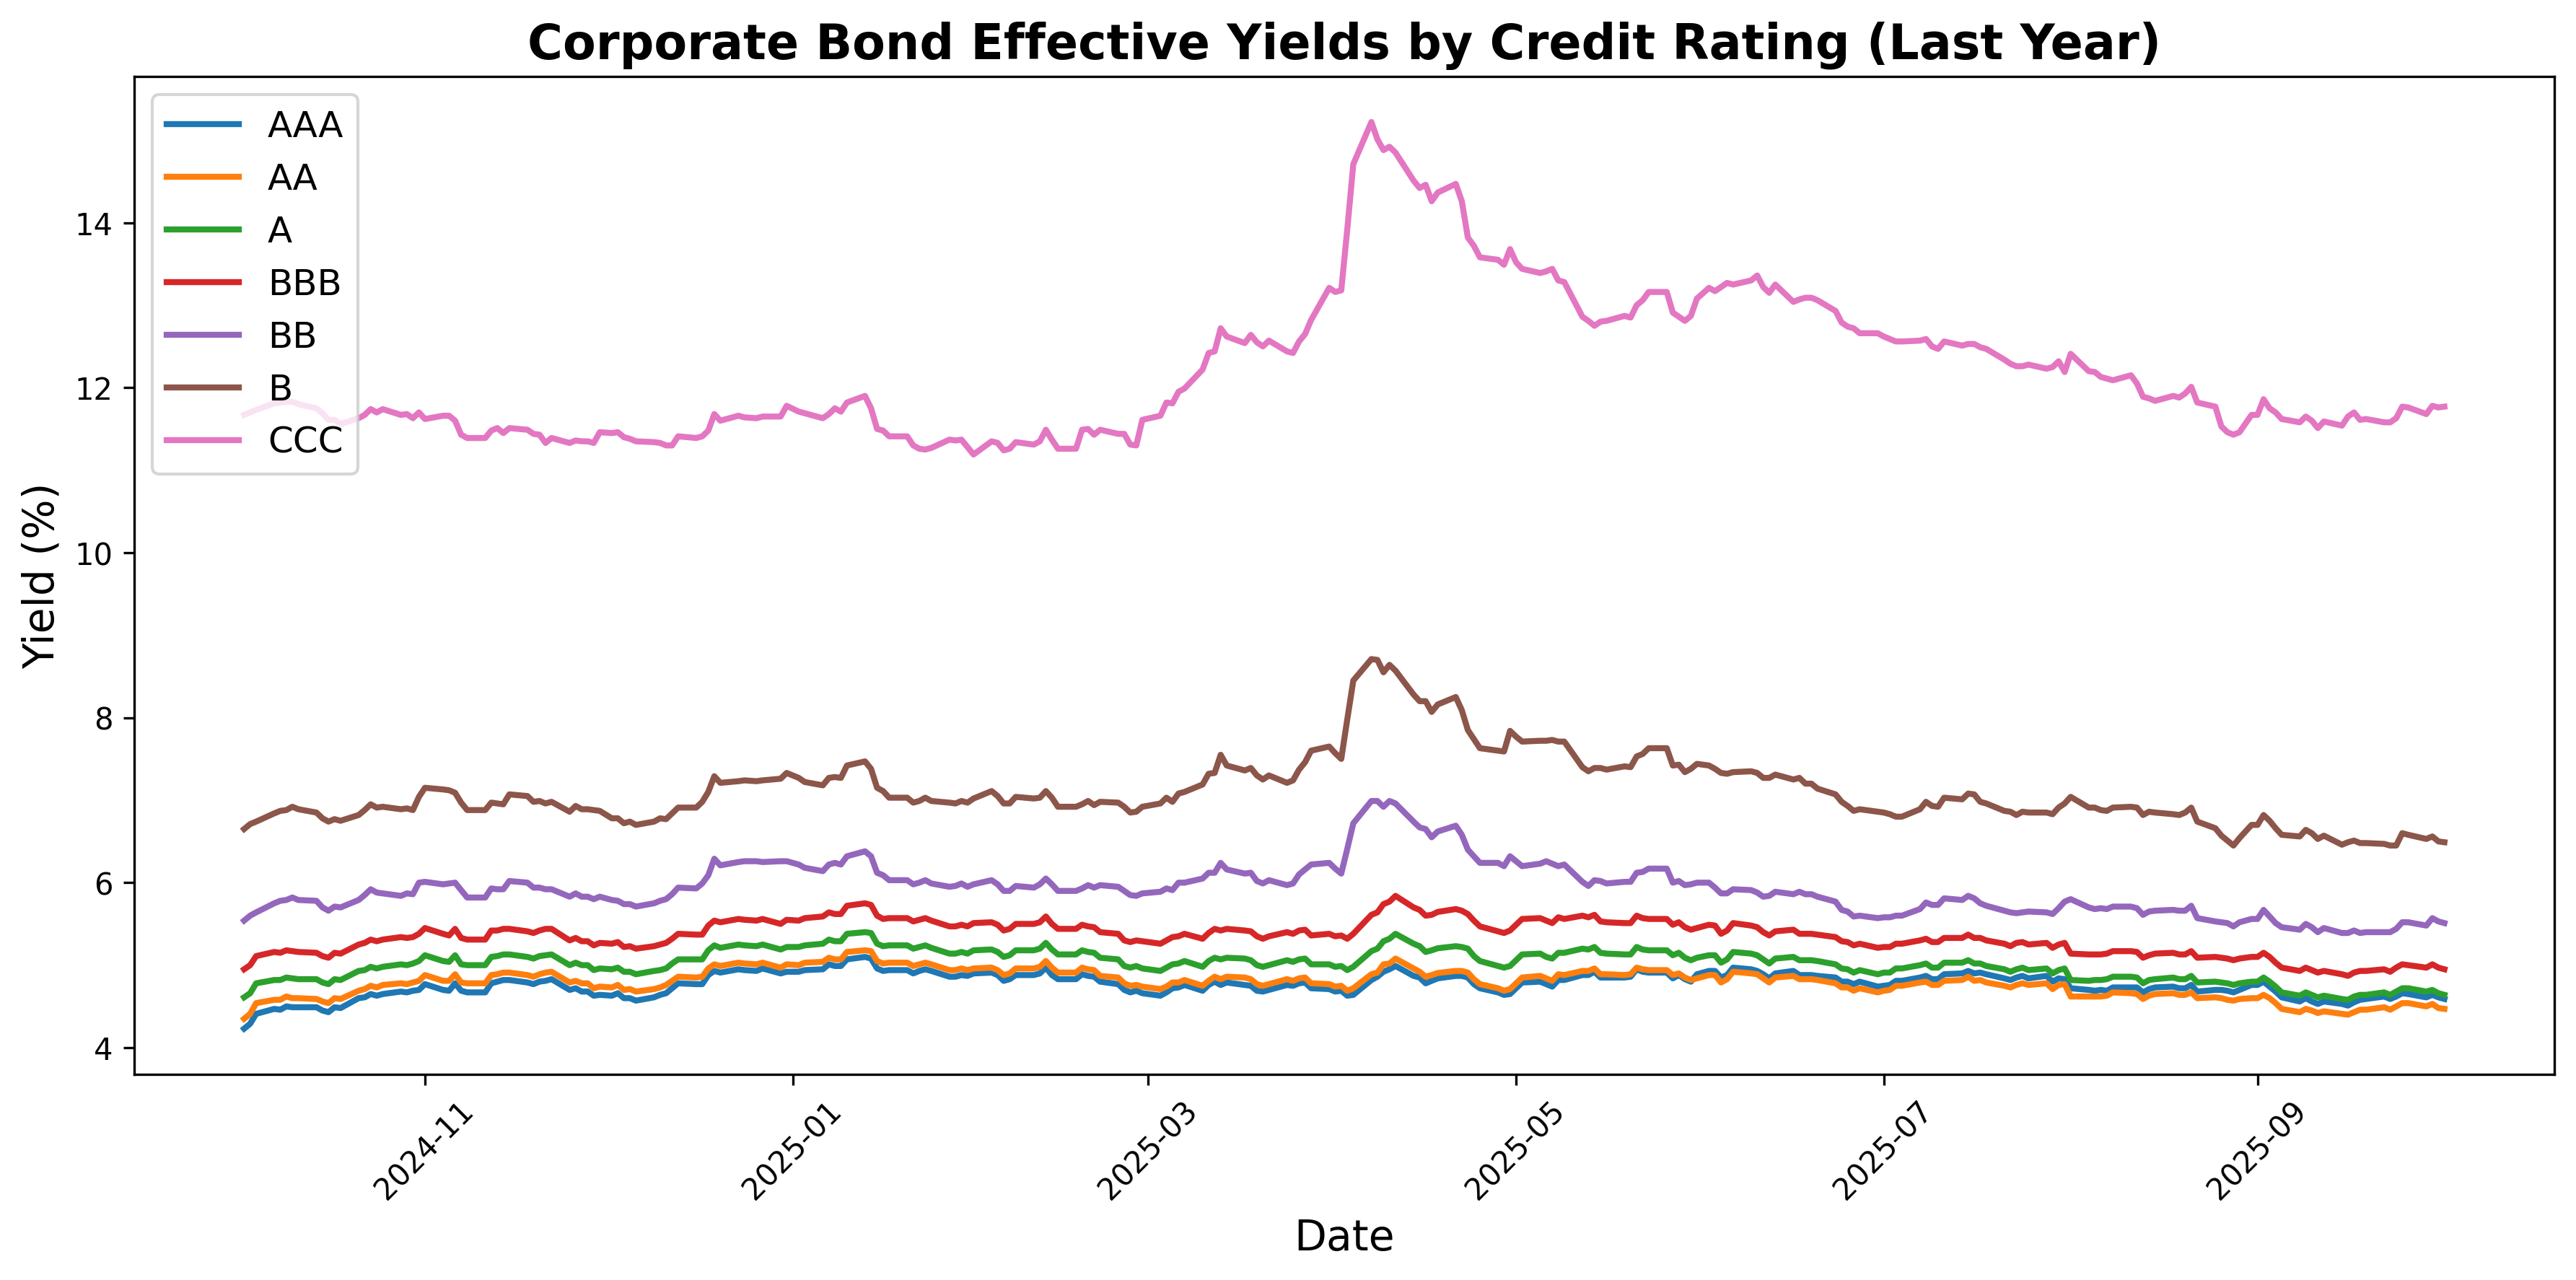 Corporate Bond Effective Yields by Credit Rating (Last Year)
AAA
AA
A
BBB
BB
B
CCC
Yield (%)
14
12
10
8
6
4
2024-11
2025-01
2025-03
2025-05
2025-07
2025-09
Date